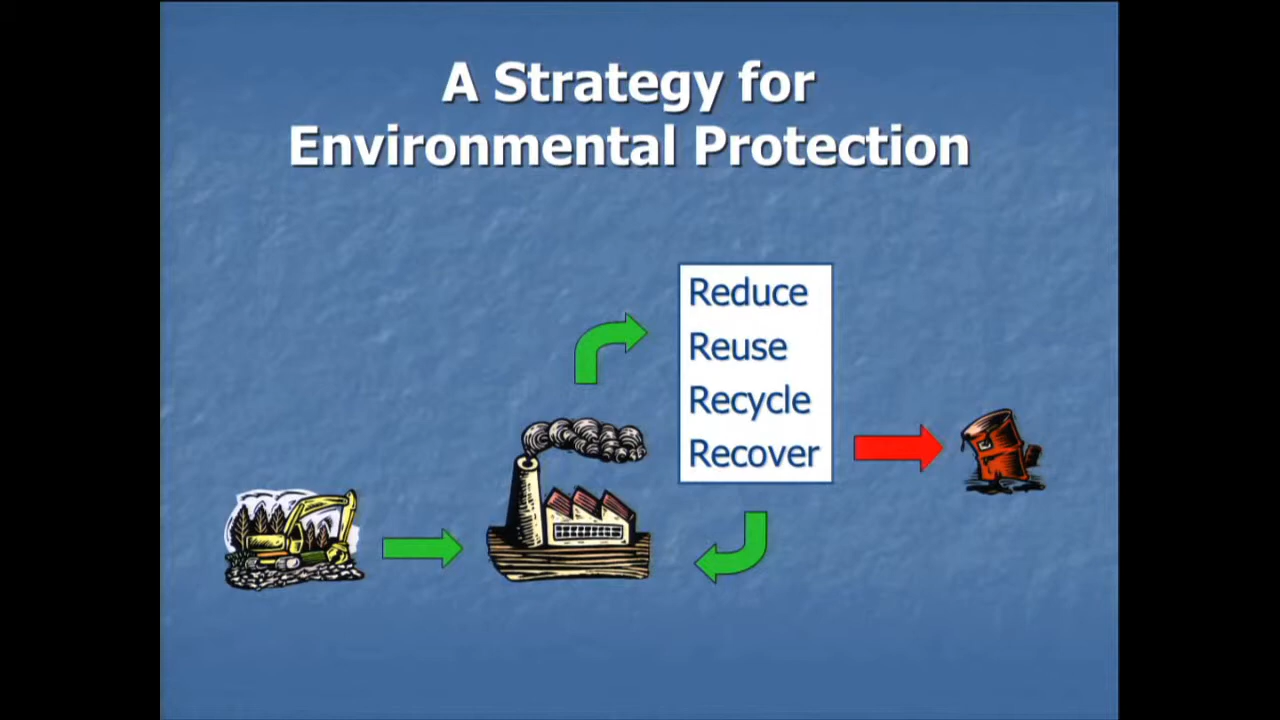 A Strategy for
Environmental Protection
Reduce
Reuse
Recycle
Recover